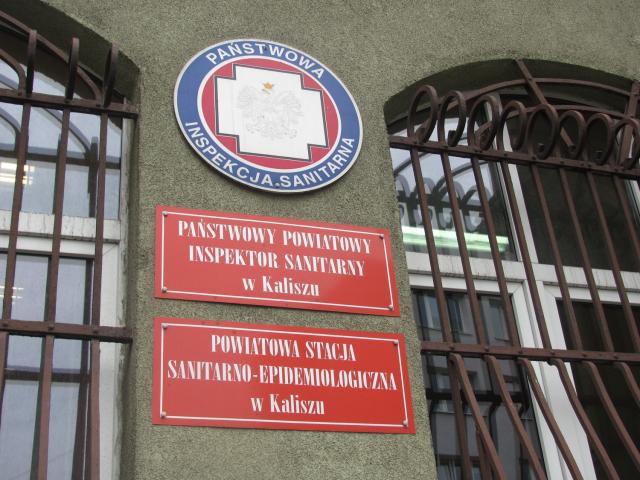 PAŃSTWOWA
INSPEKCJA SANITARNA
PAŃSTWOWY POWIATOWY
INSPEKTOR SANITARNY
w Kaliszu
POWIATOWA STACJA
SANITARNO-EPIDEMIOLOGICZNA
w Kaliszu